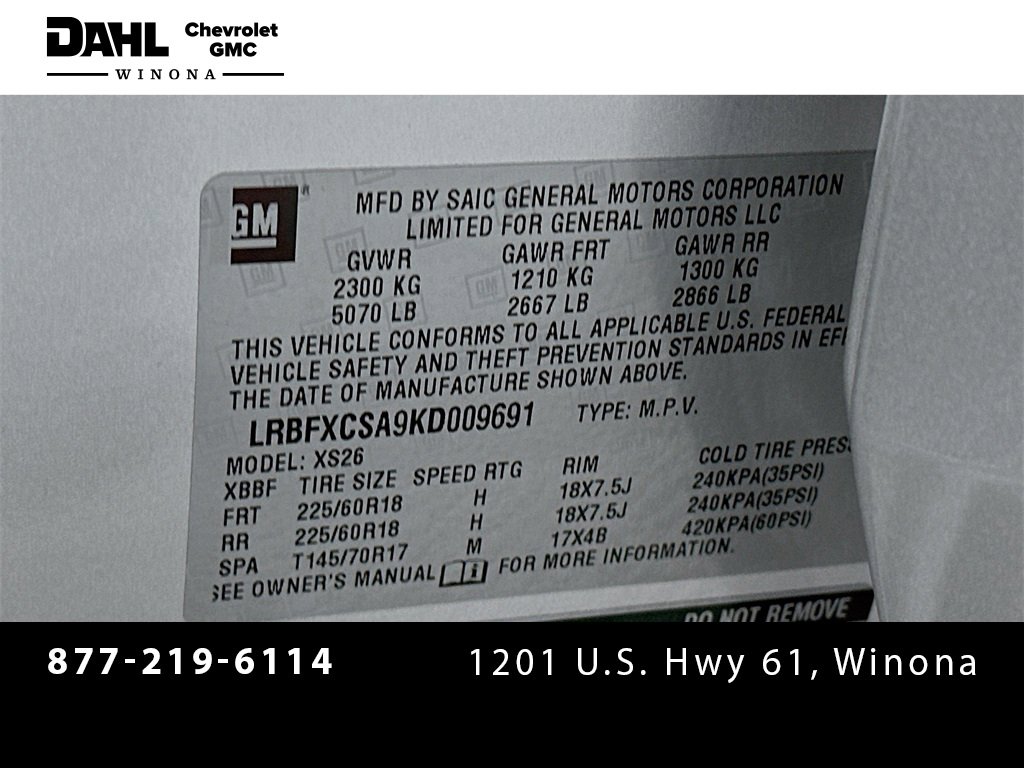 DAHL Chevrolet
GMC
WINONA
GM MFD BY SAIC GENERAL MOTORS CORPORATION
LIMITED FOR GENERAL MOTORS LLC
GVWR GAWR FRT GAWR RR
2300 KG 1210 KG 1300 KG
5070 LB 2667 LB 2866 LB
THIS VEHICLE CONFORMS TO ALL APPLICABLE U.S. FEDERAL
VEHICLE SAFETY AND THEFT PREVENTION STANDARDS IN
THE DATE OF MANUFACTURE SHOWN ABOVE.
LRBFXCSA9KD009691 TYPE: M.P.V.
MODEL: XS26
XBBF TIRE SIZE SPEED RTG RIM COLD TIRE PRES
FRT 225/60R18 H 18X7.5J 240KPA(35PSI)
RR 225/60R18 H 18X7.5J 240KPA(35PSI)
SPA T145/70R17 M 17X4B 420KPA(60PSI)
SEE OWNER'S MANUAL i FOR MORE INFORMATION.
DO NOT REMOVE
877-219-6114 1201 U.S. Hwy 61, Winona